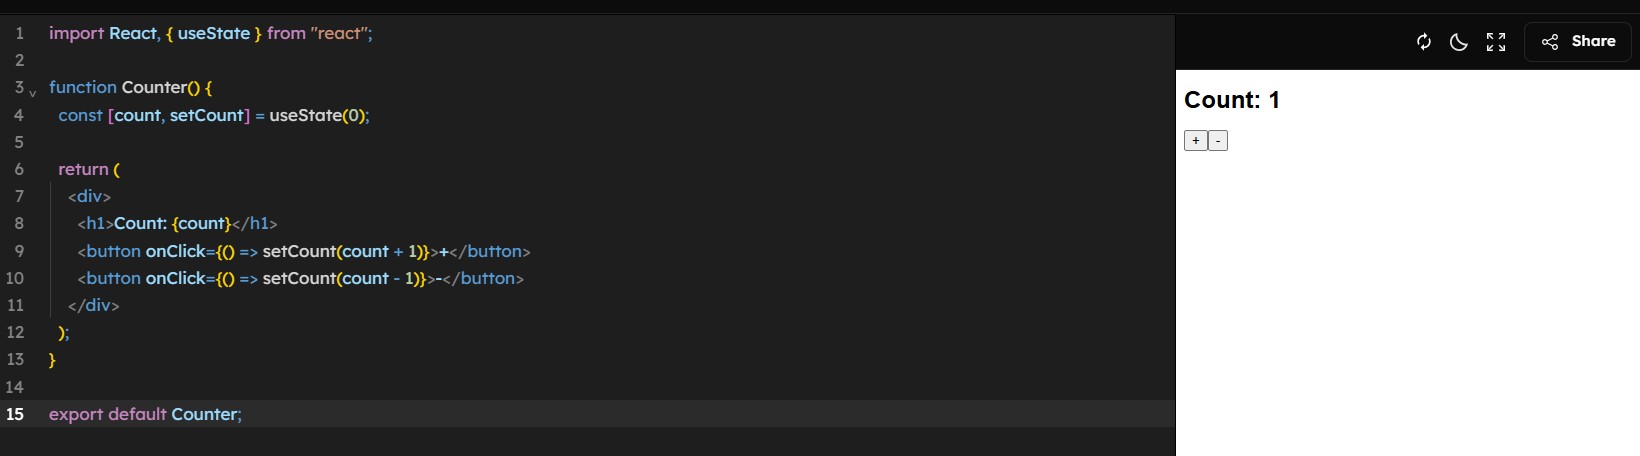 1 import React, { useState } from "react";
2
3 function Counter() {
4 const [count, setCount] = useState(0);
5
6 return (
7 <div>
8 <h1>Count: {count}</h1>
9 <button onClick={() => setCount(count + 1)}>+</button>
10 <button onClick={() => setCount(count - 1)}>-</button>
11 </div>
12 );
13 }
14
15 export default Counter;
Share
Count: 1
+ -